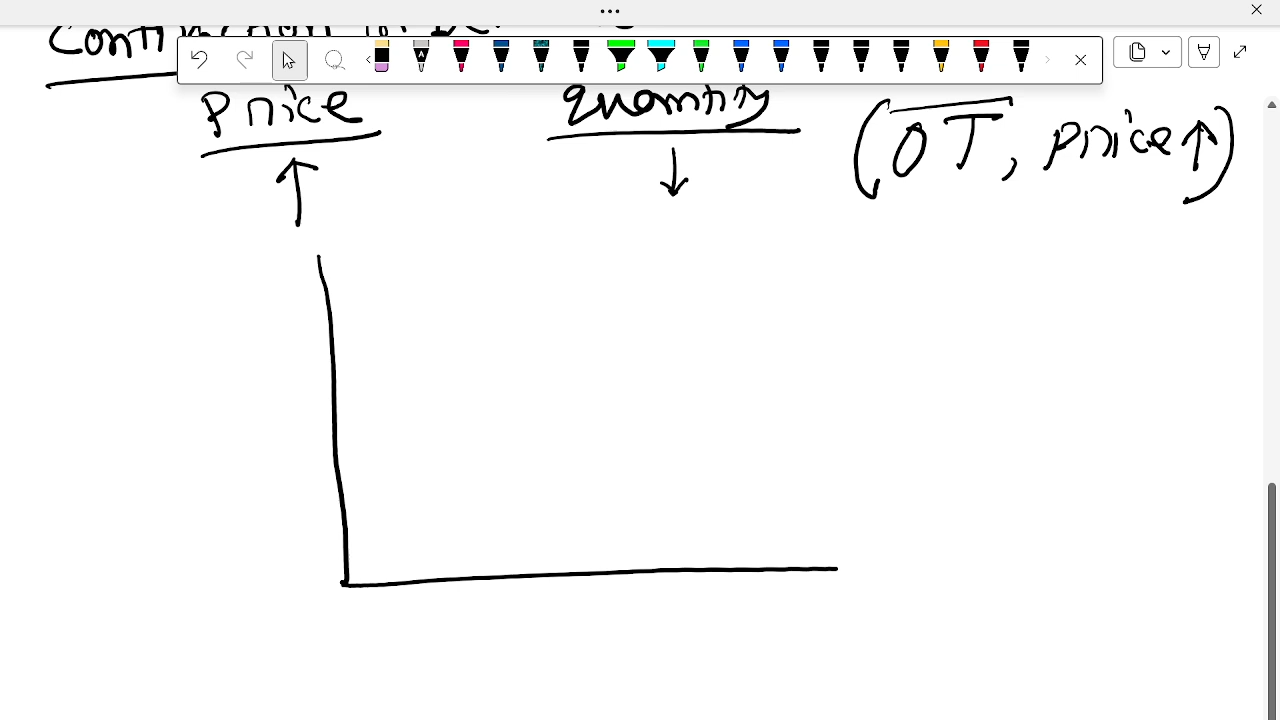 Price quantity (OT, price↑)
↑ ↓